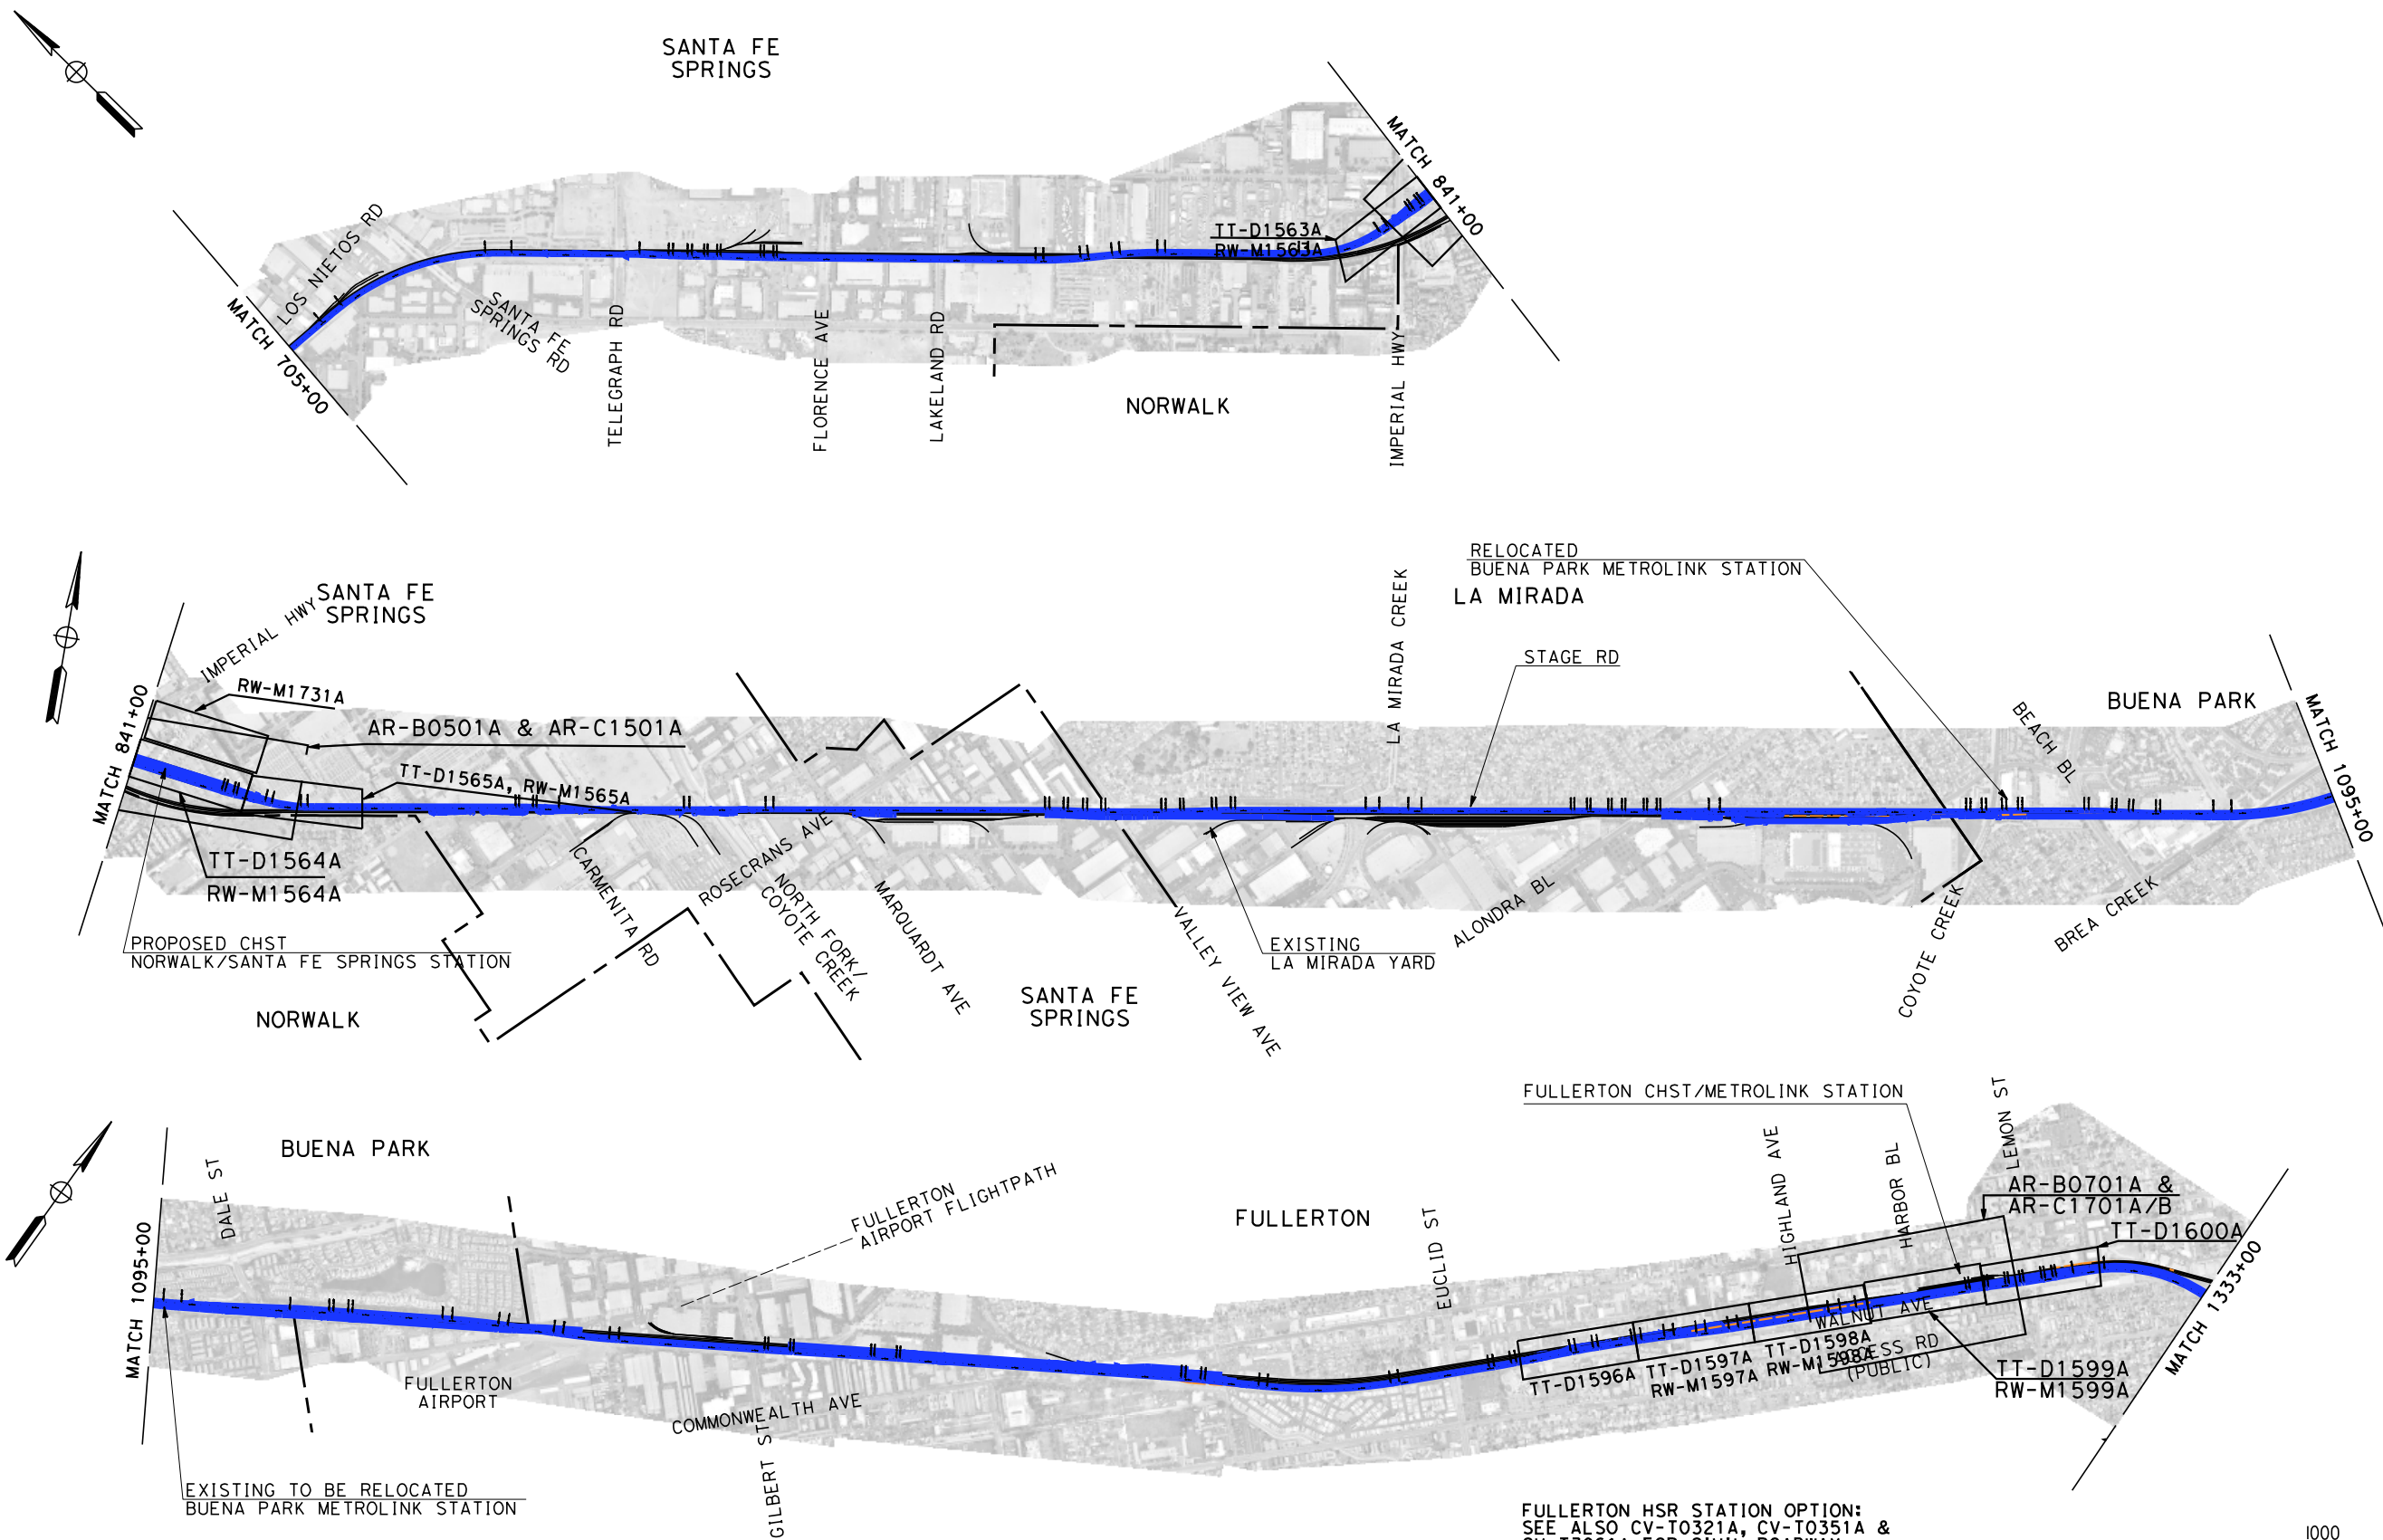 SANTA FE
SPRINGS
MATCH 841+00
LOS NIETOS RD
TT-D1563A
RW-M1563A
SANTA FE
SPRINGS RD
MATCH 705+00
TELEGRAPH RD
FLORENCE AVE
LAKELAND RD
IMPERIAL HWY
NORWALK
RELOCATED
BUENA PARK METROLINK STATION
LA MIRADA
LA MIRADA CREEK
SANTA FE
SPRINGS
IMPERIAL HWY
STAGE RD
RW-M1731A
BUENA PARK
MATCH 841+00
AR-B0501A & AR-C1501A
BEACH BL
MATCH 1095+00
TT-D1565A, RW-M1565A
TT-D1564A
RW-M1564A
CARMENITA RD
ROSECRANS AVE
NORTH FORK/
COYOTE CREEK
MARQUARDT AVE
VALLEY VIEW AVE
ALONDRA BL
COYOTE CREEK
BREA CREEK
PROPOSED CHST
NORWALK/SANTA FE SPRINGS STATION
EXISTING
LA MIRADA YARD
NORWALK
SANTA FE
SPRINGS
FULLERTON CHST/METROLINK STATION
LEMON ST
BUENA PARK
DALE ST
FULLERTON
AIRPORT FLIGHTPATH
FULLERTON
EUCLID ST
HIGHLAND AVE
HARBOR BL
AR-B0701A &
AR-C1701A/B
TT-D1600A
MATCH 1095+00
MATCH 1333+00
WALNUT AVE
TT-D1596A
TT-D1597A
RW-M1597A
TT-D1598A
RW-M1598A
ACCESS RD
(PUBLIC)
TT-D1599A
RW-M1599A
FULLERTON
AIRPORT
COMMONWEALTH AVE
GILBERT ST
EXISTING TO BE RELOCATED
BUENA PARK METROLINK STATION
FULLERTON HSR STATION OPTION:
SEE ALSO CV-T0321A, CV-T0351A &
1000